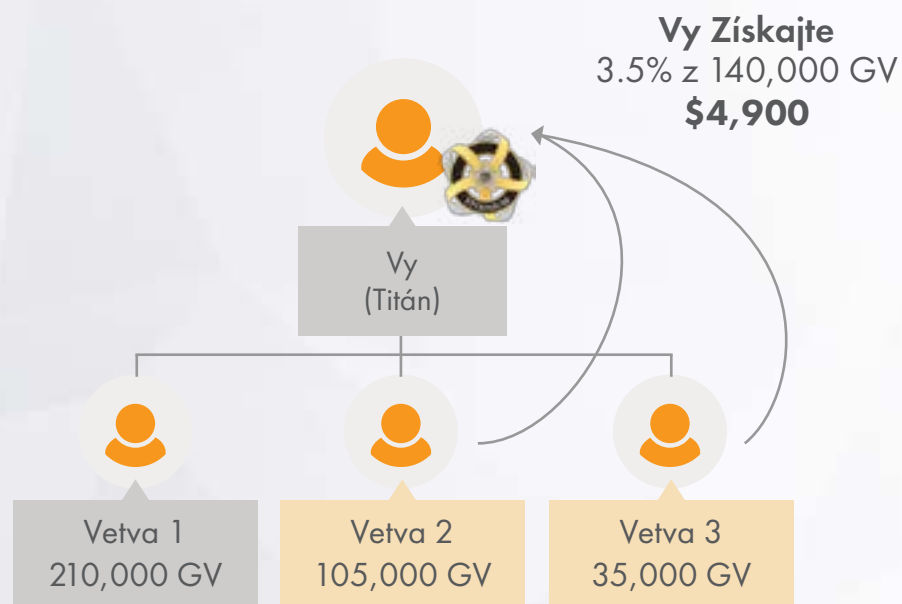 Vy Získajte
3.5% z 140,000 GV
$4,900
Vy
(Titán)
Vetva 1
210,000 GV
Vetva 2
105,000 GV
Vetva 3
35,000 GV